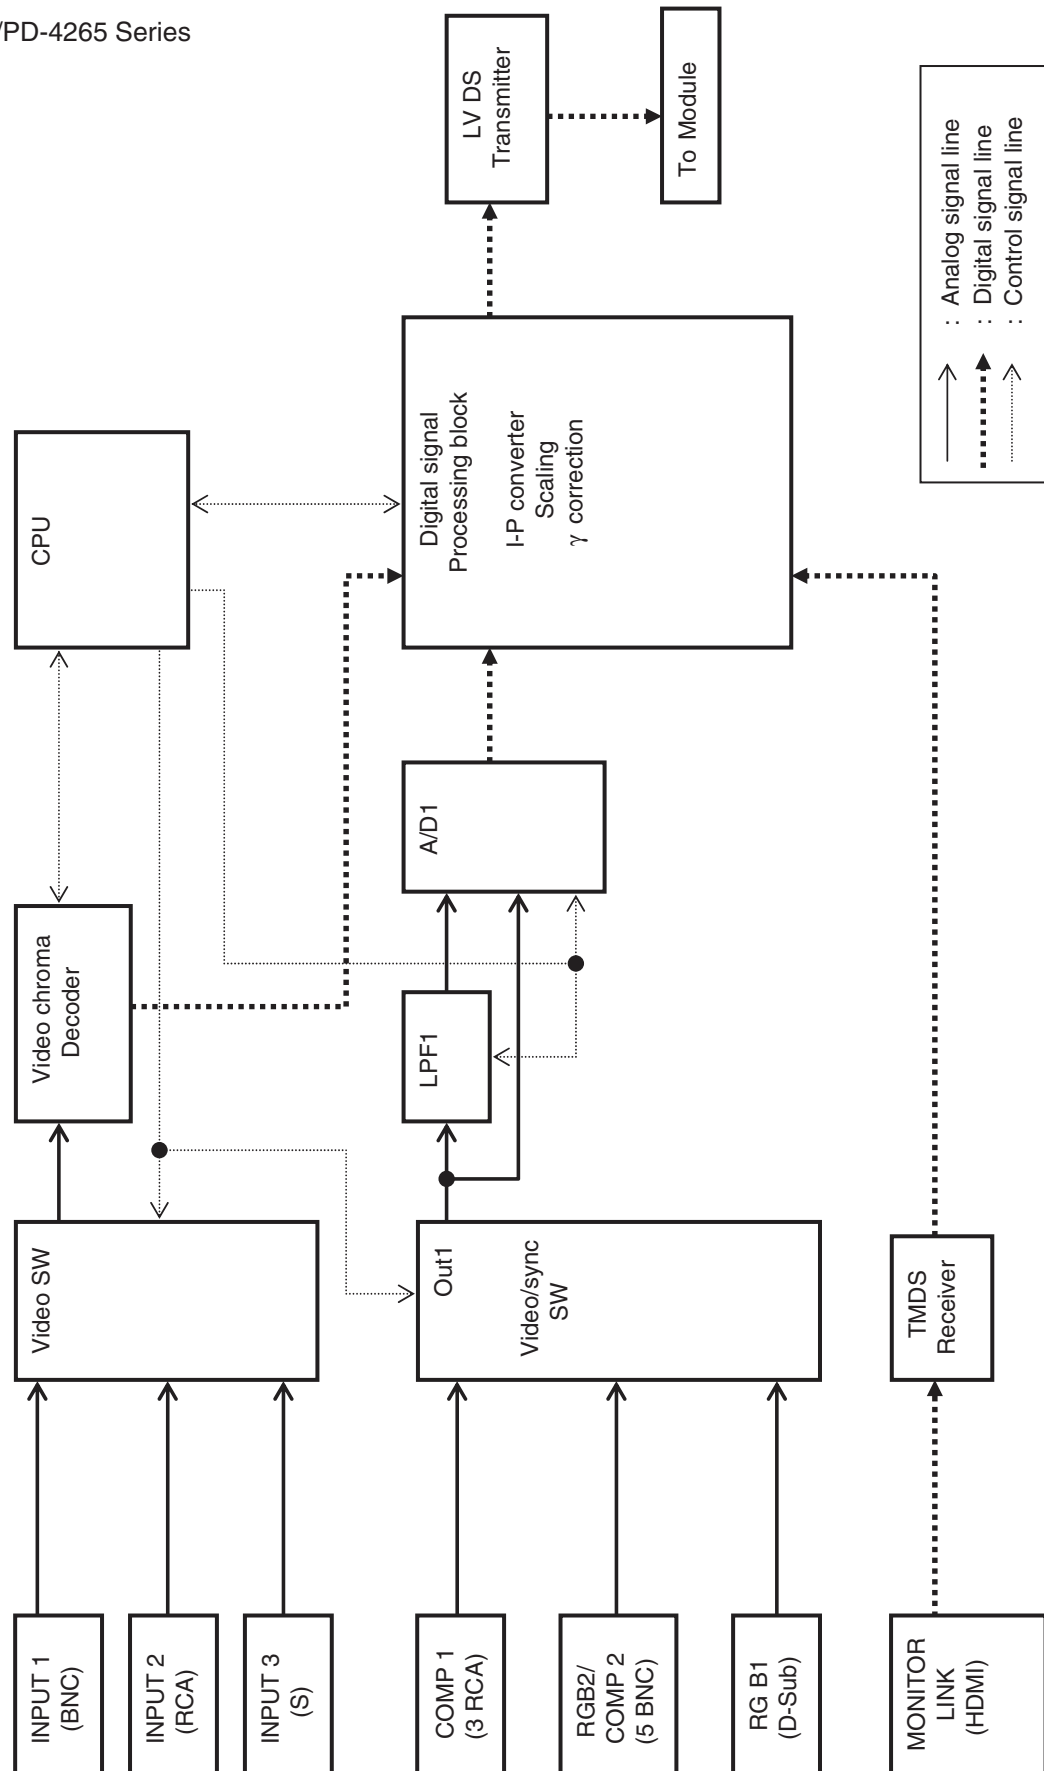 /PD-4265 Series
INPUT 1
(BNC)
INPUT 2
(RCA)
INPUT 3
(S)
COMP 1
(3 RCA)
RGB2/
COMP 2
(5 BNC)
RG B1
(D-Sub)
MONITOR
LINK
(HDMI)
Video SW
Out1
Video/sync
SW
TMDS
Receiver
Video chroma
Decoder
LPF1
A/D1
CPU
Digital signal
Processing block
I-P converter
Scaling
γ correction
LV DS
Transmitter
To Module
: Analog signal line
: Digital signal line
: Control signal line